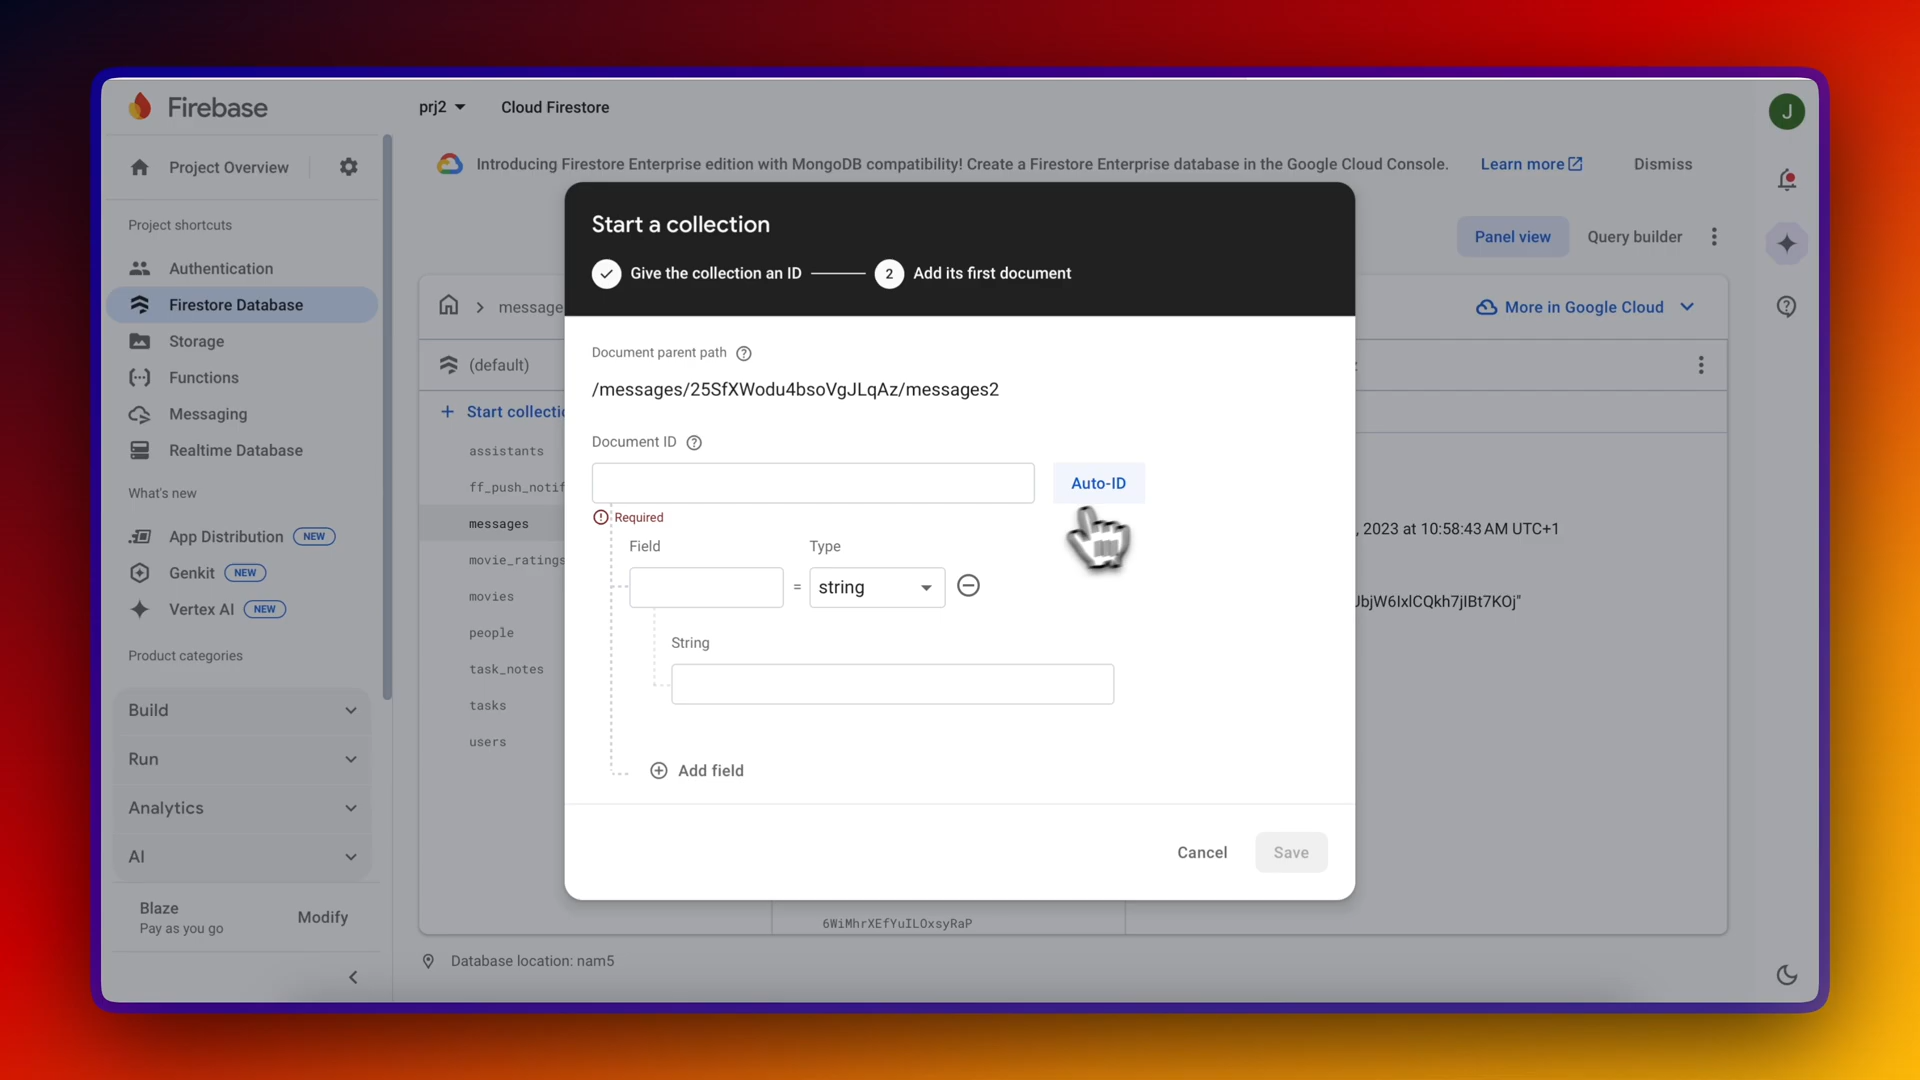 Firebase
prj2
Cloud Firestore
J
Project Overview
Introducing Firestore Enterprise edition with MongoDB compatibility! Create a Firestore Enterprise database in the Google Cloud Console.
Learn more
Dismiss
Project shortcuts
Authentication
Firestore Database
Storage
Functions
Messaging
Realtime Database
What's new
App Distribution NEW
Genkit NEW
Vertex AI NEW
Product categories
Build
Run
Analytics
AI
Blaze
Pay as you go
Modify
Panel view
Query builder
message
More in Google Cloud
(default)
Start collecti
assistants
ff_push_notif
messages
movie_ratings
movies
people
task_notes
tasks
users
Start a collection
Give the collection an ID
2 Add its first document
Document parent path
/messages/25SfXWodu4bsoVgJLqAz/messages2
Document ID
Auto-ID
Required
Field
Type
= string
String
Add field
Cancel
Save
, 2023 at 10:58:43 AM UTC+1
6WiMhrXEfYuILOxsyRaP
Database location: nam5